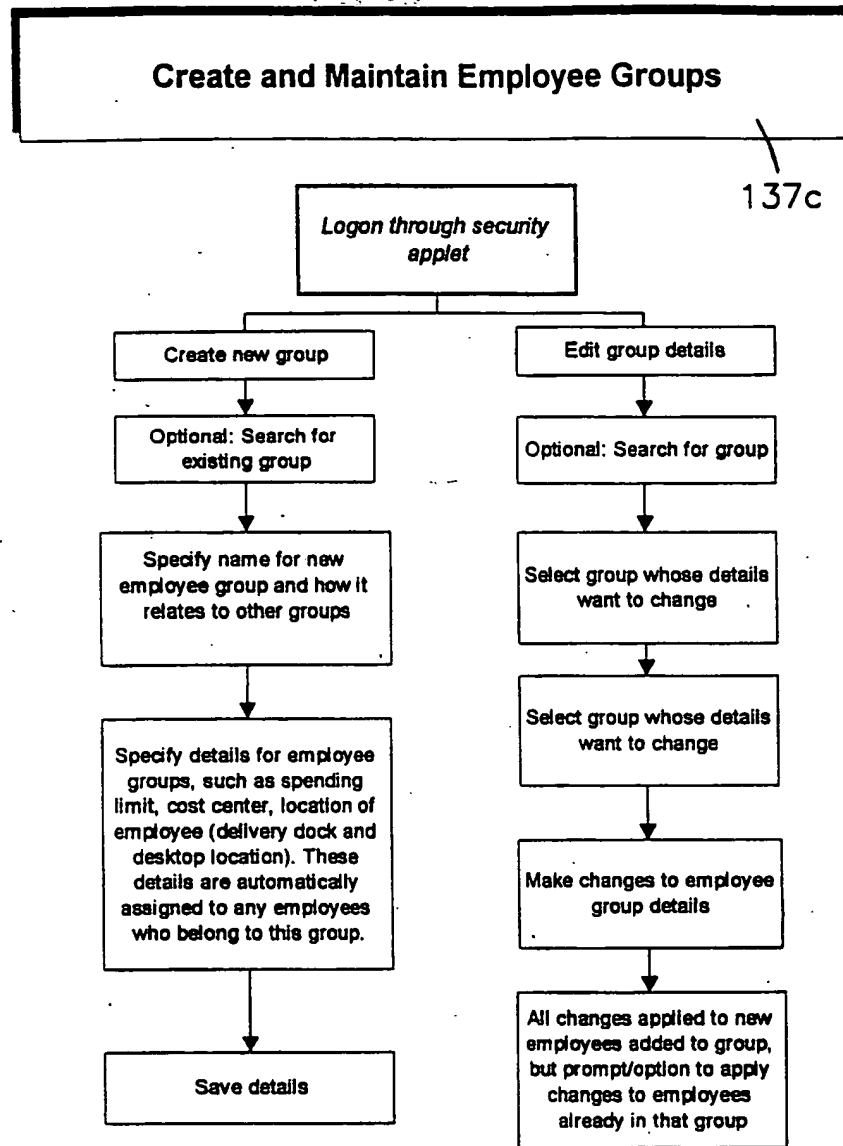 Create and Maintain Employee Groups
137c
Logon through security
applet
Create new group
Optional: Search for
existing group
Specify name for new
employee group and how it
relates to other groups
Specify details for employee
groups, such as spending
limit, cost center, location of
employee (delivery dock and
desktop location). These
details are automatically
assigned to any employees
who belong to this group.
Save details
Edit group details
Optional: Search for group
Select group whose details
want to change
Select group whose details
want to change
Make changes to employee
group details
All changes applied to new
employees added to group,
but prompt/option to apply
changes to employees
already in that group